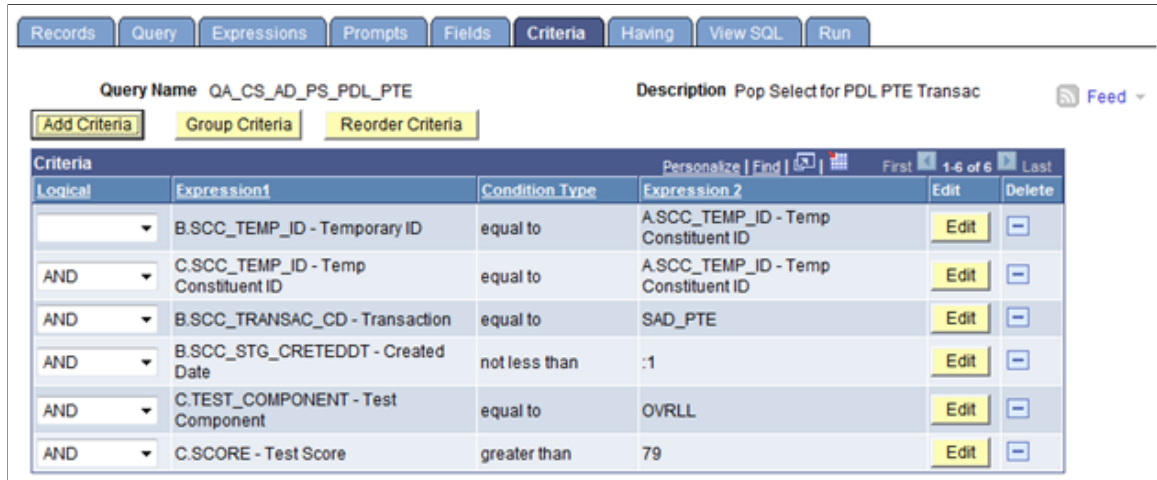 Records Query Expressions Prompts Fields Criteria Having View SQL Run
Query Name QA_CS_AD_PS_PDL_PTE Description Pop Select for PDL PTE Transac Feed
Add Criteria Group Criteria Reorder Criteria
Criteria Personalize | Find | | First 1-6 of 6 Last
Logical Expression1 Condition Type Expression 2 Edit Delete
B.SCC_TEMP_ID - Temporary ID equal to A.SCC_TEMP_ID - Temp
Constituent ID Edit
AND C.SCC_TEMP_ID - Temp
Constituent ID equal to A.SCC_TEMP_ID - Temp
Constituent ID Edit
AND B.SCC_TRANSAC_CD - Transaction equal to SAD_PTE Edit
AND B.SCC_STG_CRETEDDT - Created
Date not less than :1 Edit
AND C.TEST_COMPONENT - Test
Component equal to OVRLL Edit
AND C.SCORE - Test Score greater than 79 Edit